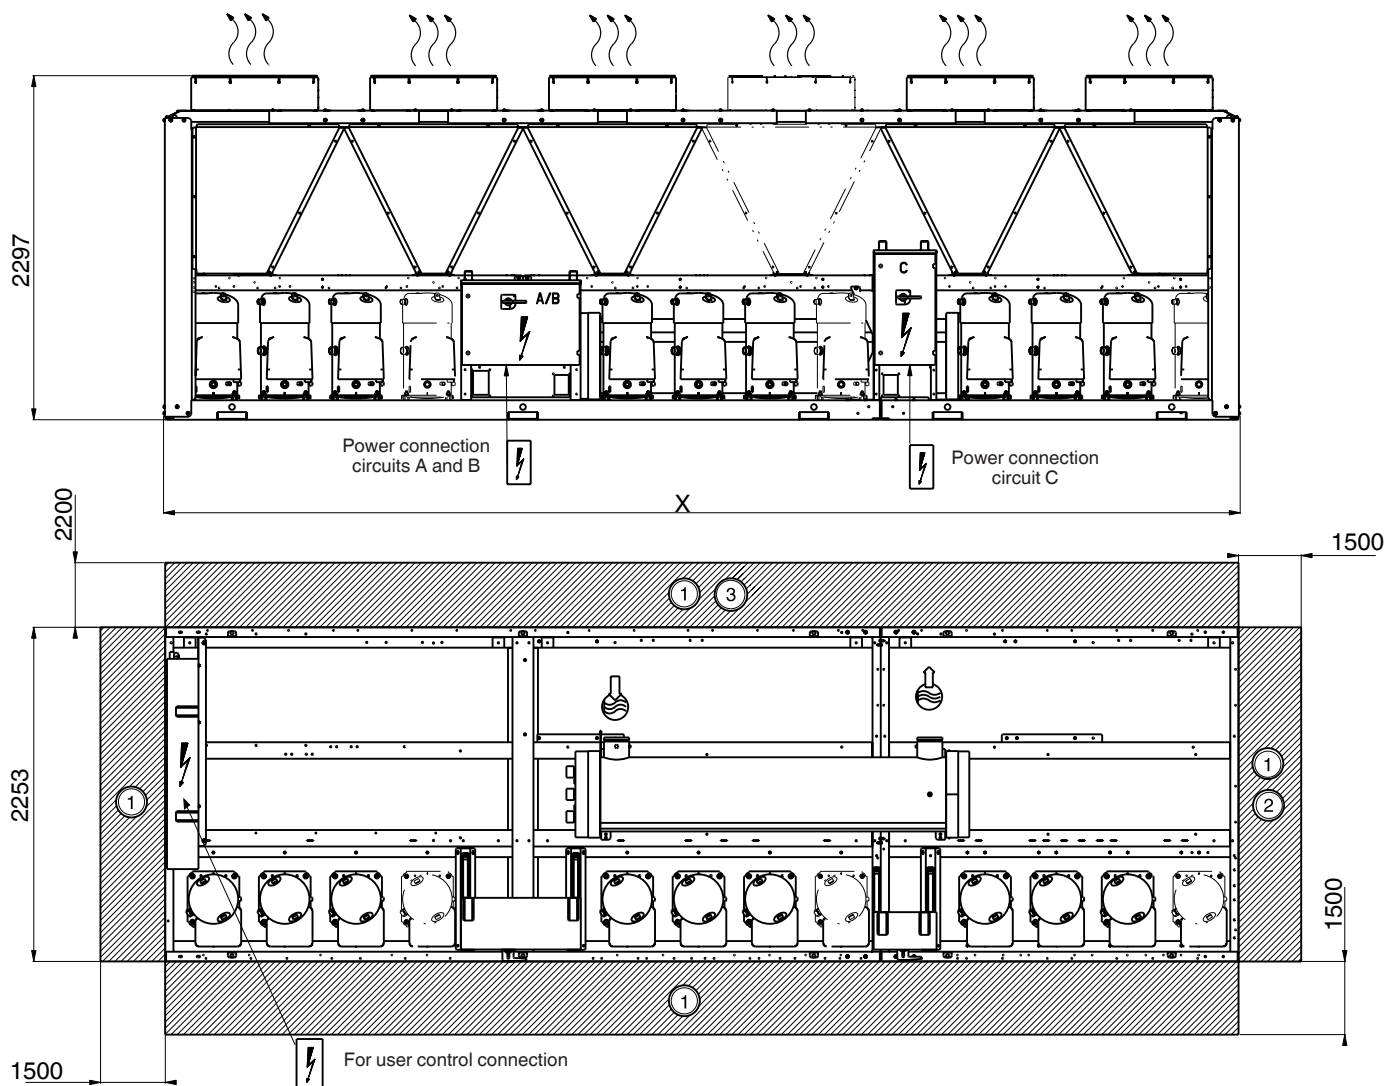 2297
A/B
C
Power connection
circuits A and B
Power connection
circuit C
X
2200
1500
1 3
2253
1
1
2
1500
1
For user control connection
1500